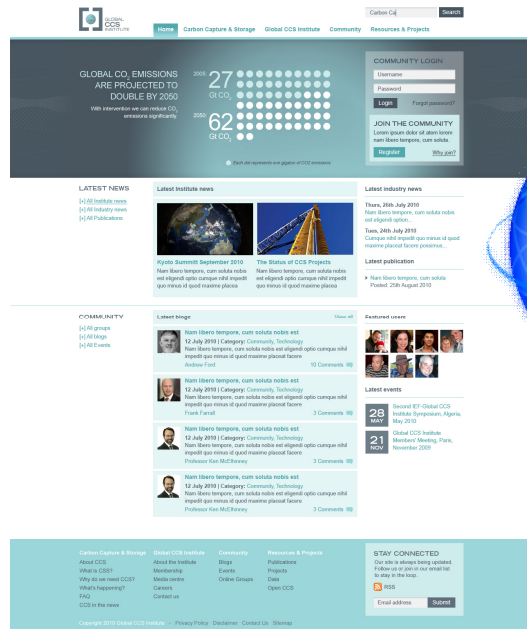 GLOBAL
CCS
INSTITUTE
Carbon Ca
Search
Home Carbon Capture & Storage Global CCS Institute Community Resources & Projects
GLOBAL CO2 EMISSIONS
ARE PROJECTED TO
DOUBLE BY 2050
With intervention we can reduce CO2
emissions significantly.
2005: 27
Gt CO2
2050: 62
Gt CO2
Each dot represents one gigaton of CO2 emissions
COMMUNITY LOGIN
Username
Password
Login Forgot password?
JOIN THE COMMUNITY
Lorem ipsum dolor sit atem lorem
nam libero tempore, cum soluta.
Register Why join?
LATEST NEWS
[+] All Institute news
[+] All Industry news
[+] All Publications
Latest Institute news
Kyoto Summitt September 2010
Nam libero tempore, cum soluta nobis
est eligendi optio cumque nihil impedit
quo minus id quod maxime placea
The Status of CCS Projects
Nam libero tempore, cum soluta nobis
est eligendi optio cumque nihil impedit
quo minus id quod maxime placea
Latest industry news
Thurs, 26th July 2010
Nam libero tempore, cum soluta nobis
est eligendi option...
Tues, 24th July 2010
Cumque nihil impedit quo minus id quod
maxime placeat facere possimus...
Latest publication
Nam libero tempore, cum soluta
Posted: 25th August 2010
COMMUNITY
[+] All groups
[+] All blogs
[+] All Events
Latest blogs View all
Nam libero tempore, cum soluta nobis est
12 July 2010 | Category: Community, Technology
Nam libero tempore, cum soluta nobis est eligendi optio cumque nihil
impedit quo minus id quod maxime placeat facere
Andrew Ford 10 Comments
Nam libero tempore, cum soluta nobis est
12 July 2010 | Category: Community, Technology
Nam libero tempore, cum soluta nobis est eligendi optio cumque nihil
impedit quo minus id quod maxime placeat facere
Frank Farrall 3 Comments
Nam libero tempore, cum soluta nobis est
12 July 2010 | Category: Community, Technology
Nam libero tempore, cum soluta nobis est eligendi optio cumque nihil
impedit quo minus id quod maxime placeat facere
Professor Ken McElhinney 3 Comments
Nam libero tempore, cum soluta nobis est
12 July 2010 | Category: Community, Technology
Nam libero tempore, cum soluta nobis est eligendi optio cumque nihil
impedit quo minus id quod maxime placeat facere
Professor Ken McElhinney 3 Comments
Featured users
Latest events
28
MAY
Second IEF-Global CCS
Institute Symposium, Algeria,
May 2010
21
NOV
Global CCS Institute
Members' Meeting, Paris,
November 2009
Carbon Capture & Storage
About CCS
What is CSS?
Why do we need CCS?
What's happening?
FAQ
CCS in the news
Global CCS Institute
About the Institute
Membership
Media centre
Careers
Contact us
Community
Blogs
Events
Online Groups
Resources & Projects
Publications
Projects
Data
Open CCS
STAY CONNECTED
Our site is always being updated.
Follow us or join in our email list
to stay in the loop.
RSS
Email address Submit
Copyright 2010 Global CCS Institute – Privacy Policy Disclaimer Contact Us Sitemap